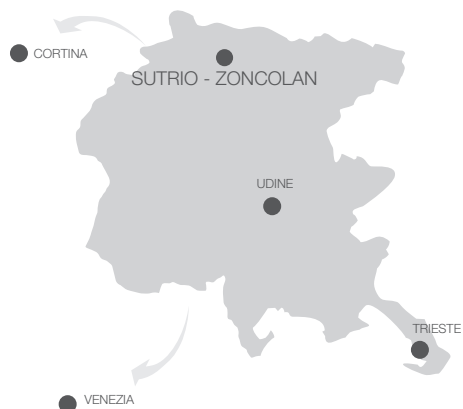 CORTINA
SUTRIO - ZONCOLAN
UDINE
TRIESTE
VENEZIA